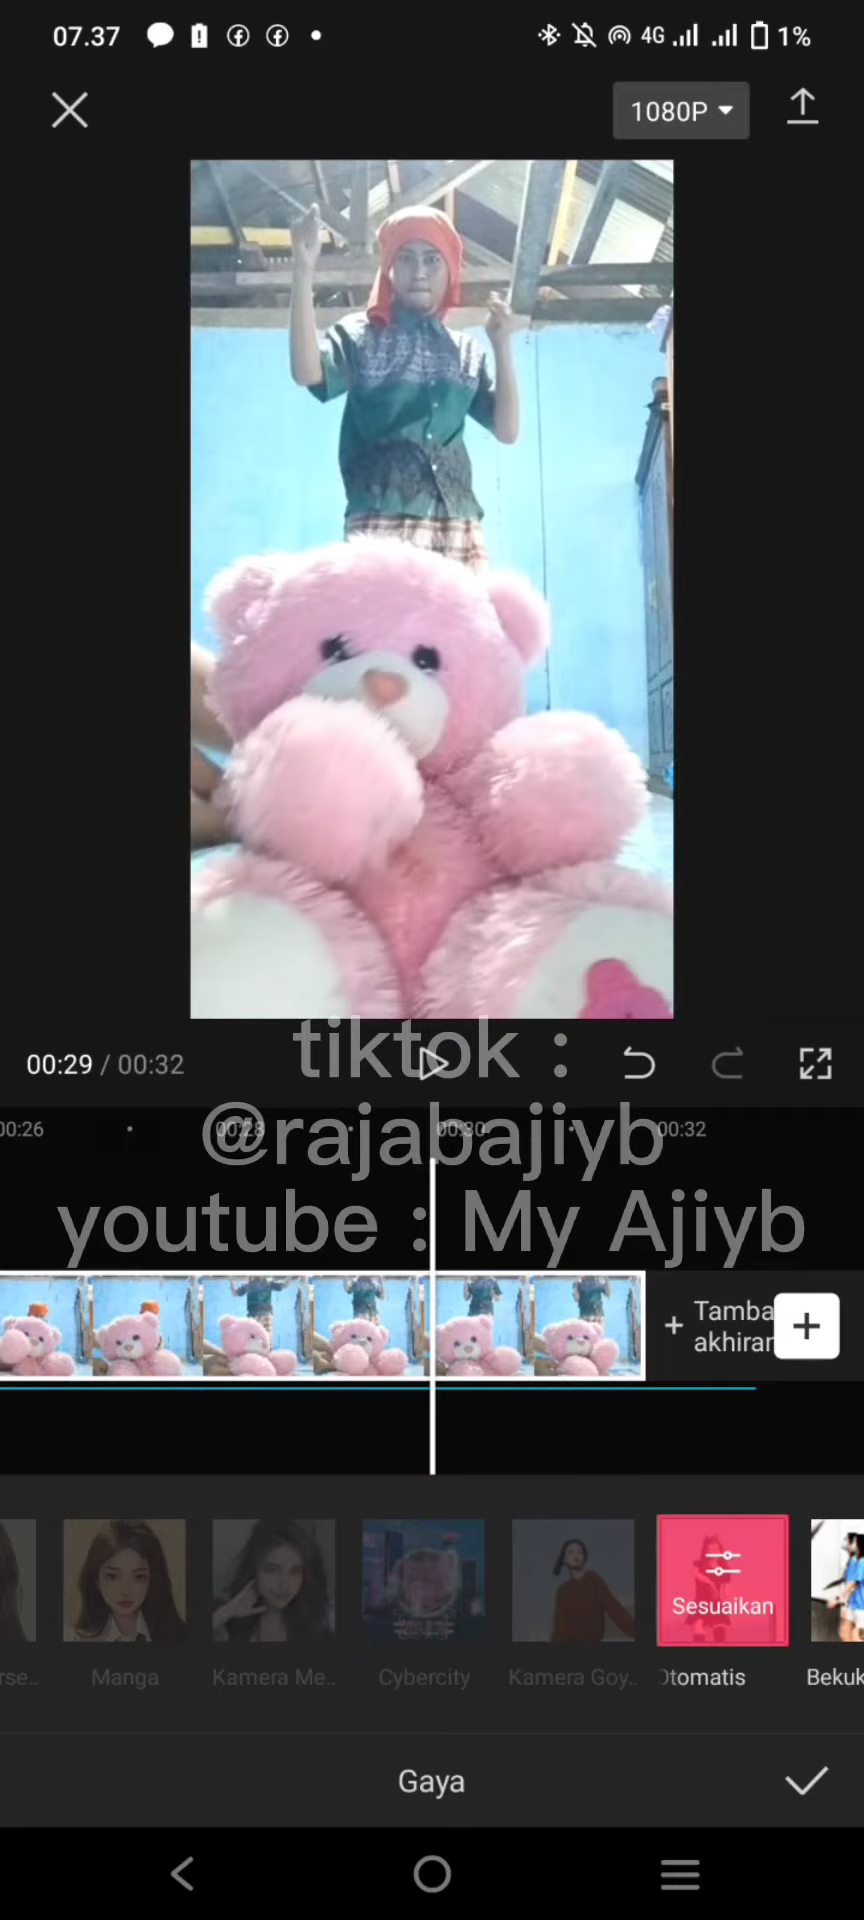 07.37
4G
1%
1080P
00:29 / 00:32
tiktok :
00:26
00:28
00:30
00:32
@rajabajiyb
youtube : My Ajiyb
+ Tamba
akhiran
+
Sesuaikan
rse..
Manga
Kamera Me..
Cybercity
Kamera Goy..
Otomatis
Bekuk
Gaya